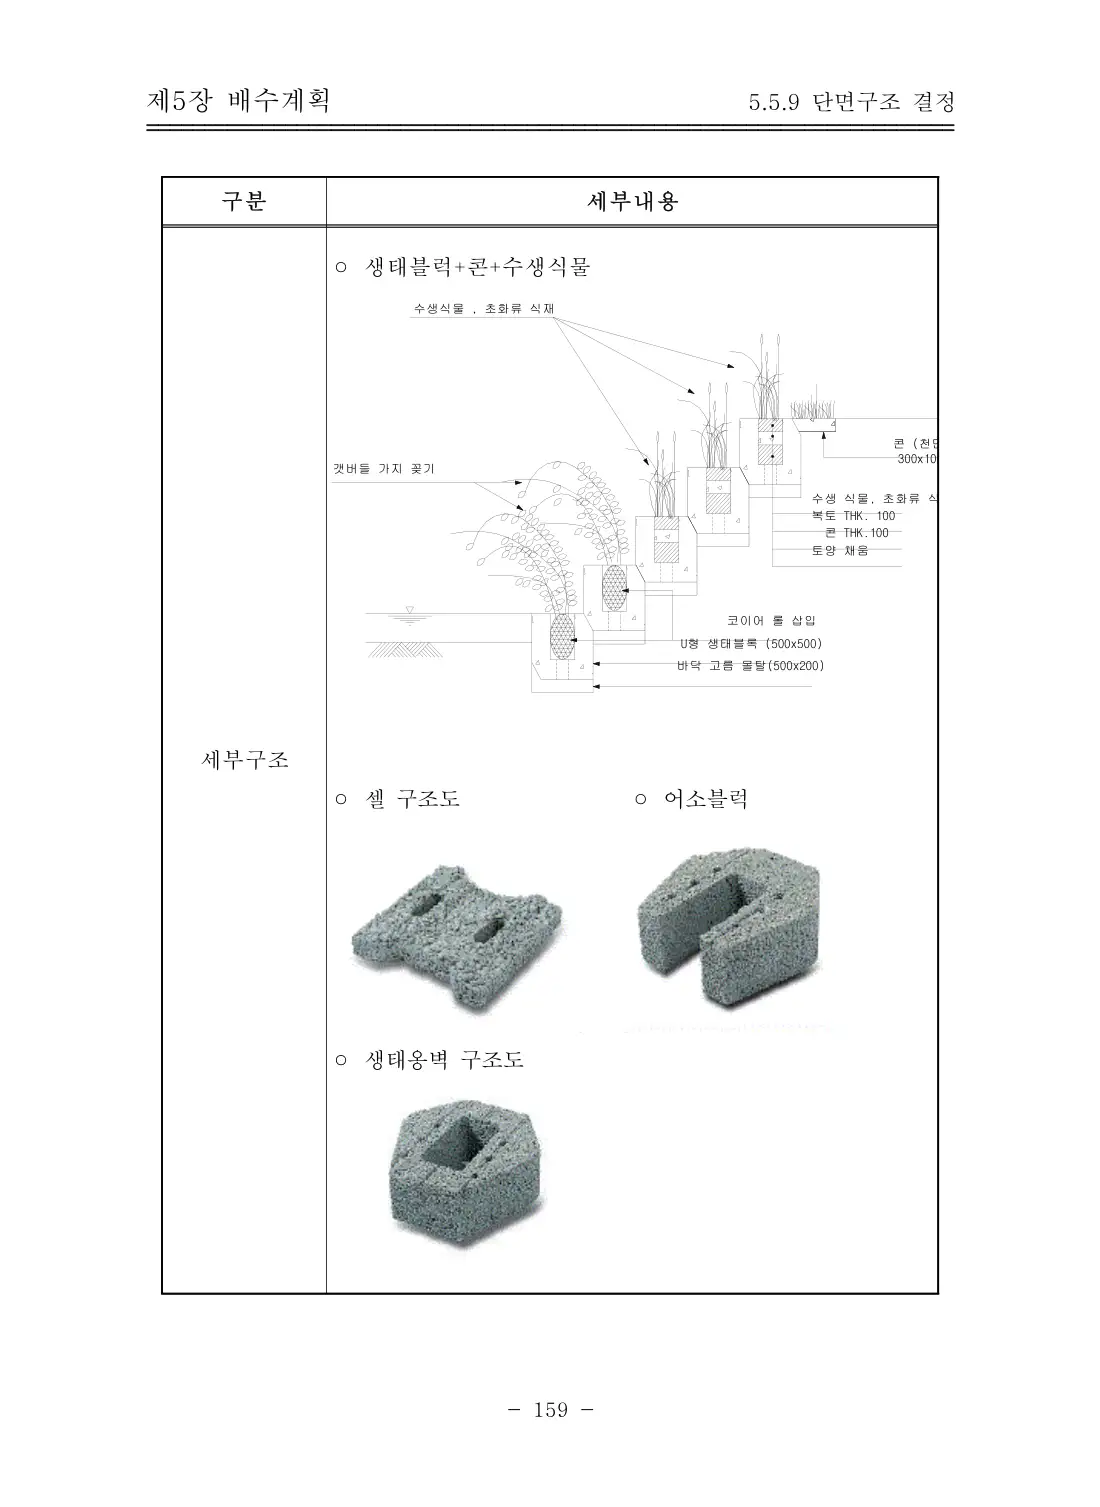 제5장 배수계획
5.5.9 단면구조 결정
구분
세부내용
○ 생태블럭+콘+수생식물
수생식물 , 초화류 식재
콘 (천연
300x10
갯버들 가지 꽂기
수생 식물, 초화류 식
복토 THK. 100
콘 THK.100
토양 채움
코이어 롤 삽입
U형 생태블록 (500x500)
바닥 고름 몰탈(500x200)
세부구조
○ 셀 구조도
○ 어소블럭
○ 생태옹벽 구조도
- 159 -